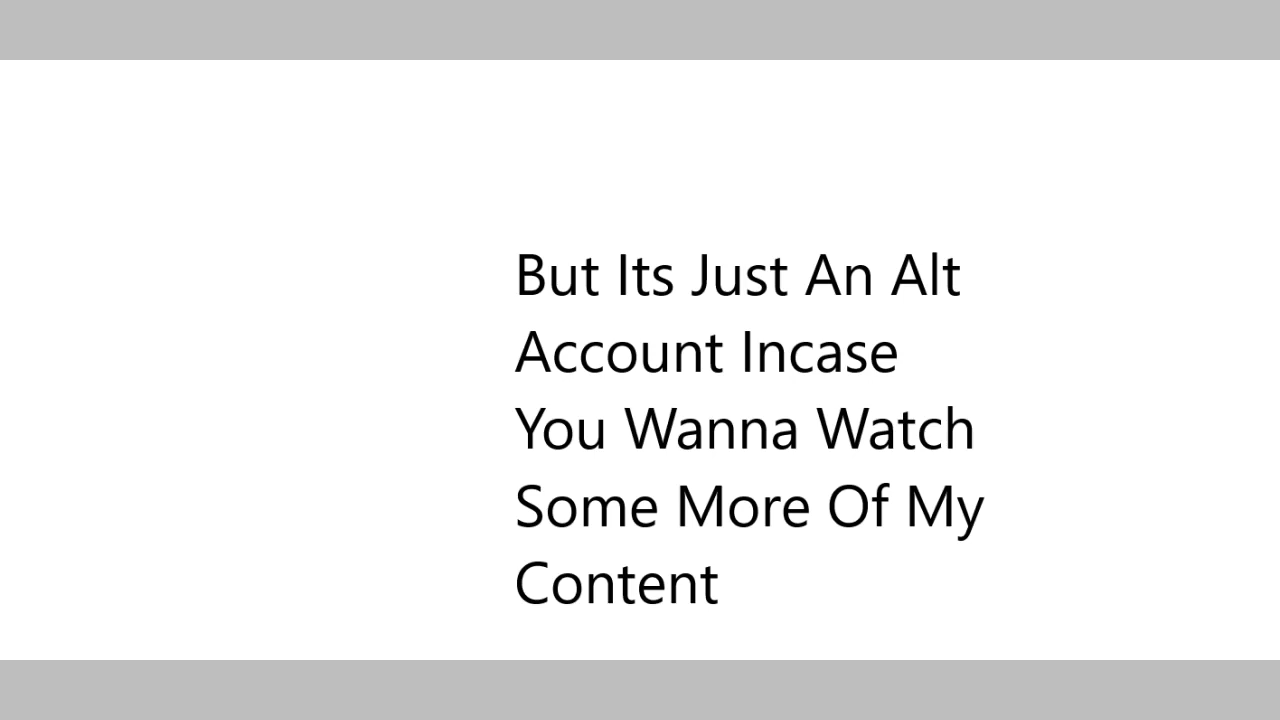 But Its Just An Alt
Account Incase
You Wanna Watch
Some More Of My
Content